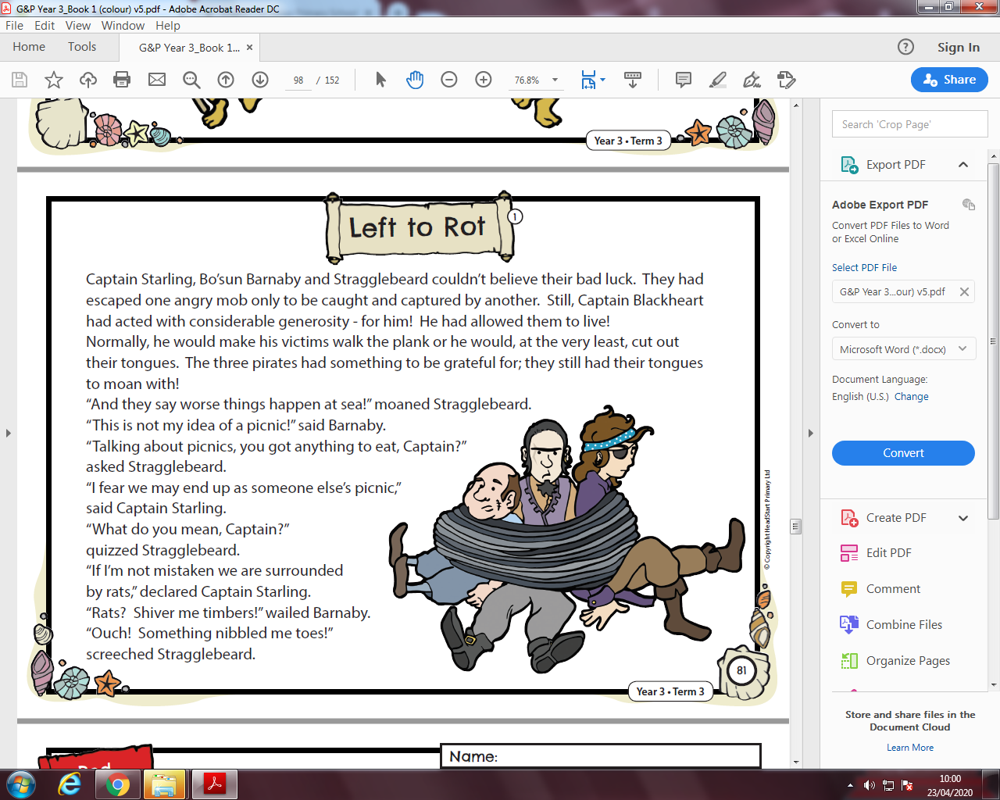 G&P Year 3_Book 1 (colour) v5.pdf - Adobe Acrobat Reader DC
File Edit View Window Help
Home Tools G&P Year 3_Book 1... × Sign In
98 / 152 76.8% Share
Year 3 • Term 3
Search 'Crop Page'
Export PDF
Adobe Export PDF
Convert PDF Files to Word
or Excel Online
Select PDF File
G&P Year 3...our) v5.pdf
Convert to
Microsoft Word (*.docx)
Document Language:
English (U.S.) Change
Convert
Create PDF
Edit PDF
Comment
Combine Files
Organize Pages
Store and share files in the
Document Cloud
Learn More
Left to Rot
1
Captain Starling, Bo’sun Barnaby and Stragglebeard couldn’t believe their bad luck. They had
escaped one angry mob only to be caught and captured by another. Still, Captain Blackheart
had acted with considerable generosity - for him! He had allowed them to live!
Normally, he would make his victims walk the plank or he would, at the very least, cut out
their tongues. The three pirates had something to be grateful for; they still had their tongues
to moan with!
“And they say worse things happen at sea!” moaned Stragglebeard.
“This is not my idea of a picnic!” said Barnaby.
“Talking about picnics, you got anything to eat, Captain?”
asked Stragglebeard.
“I fear we may end up as someone else’s picnic,”
said Captain Starling.
“What do you mean, Captain?”
quizzed Stragglebeard.
“If I’m not mistaken we are surrounded
by rats,” declared Captain Starling.
“Rats? Shiver me timbers!” wailed Barnaby.
“Ouch! Something nibbled me toes!”
screeched Stragglebeard.
© Copyright HeadStart Primary Ltd
81
Year 3 • Term 3
Name:
10:00
23/04/2020